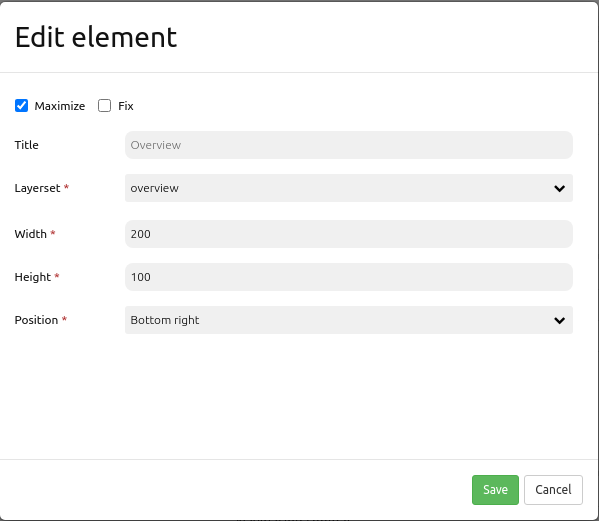 Edit element
Maximize Fix
Title Overview
Layerset * overview
Width * 200
Height * 100
Position * Bottom right
Save Cancel